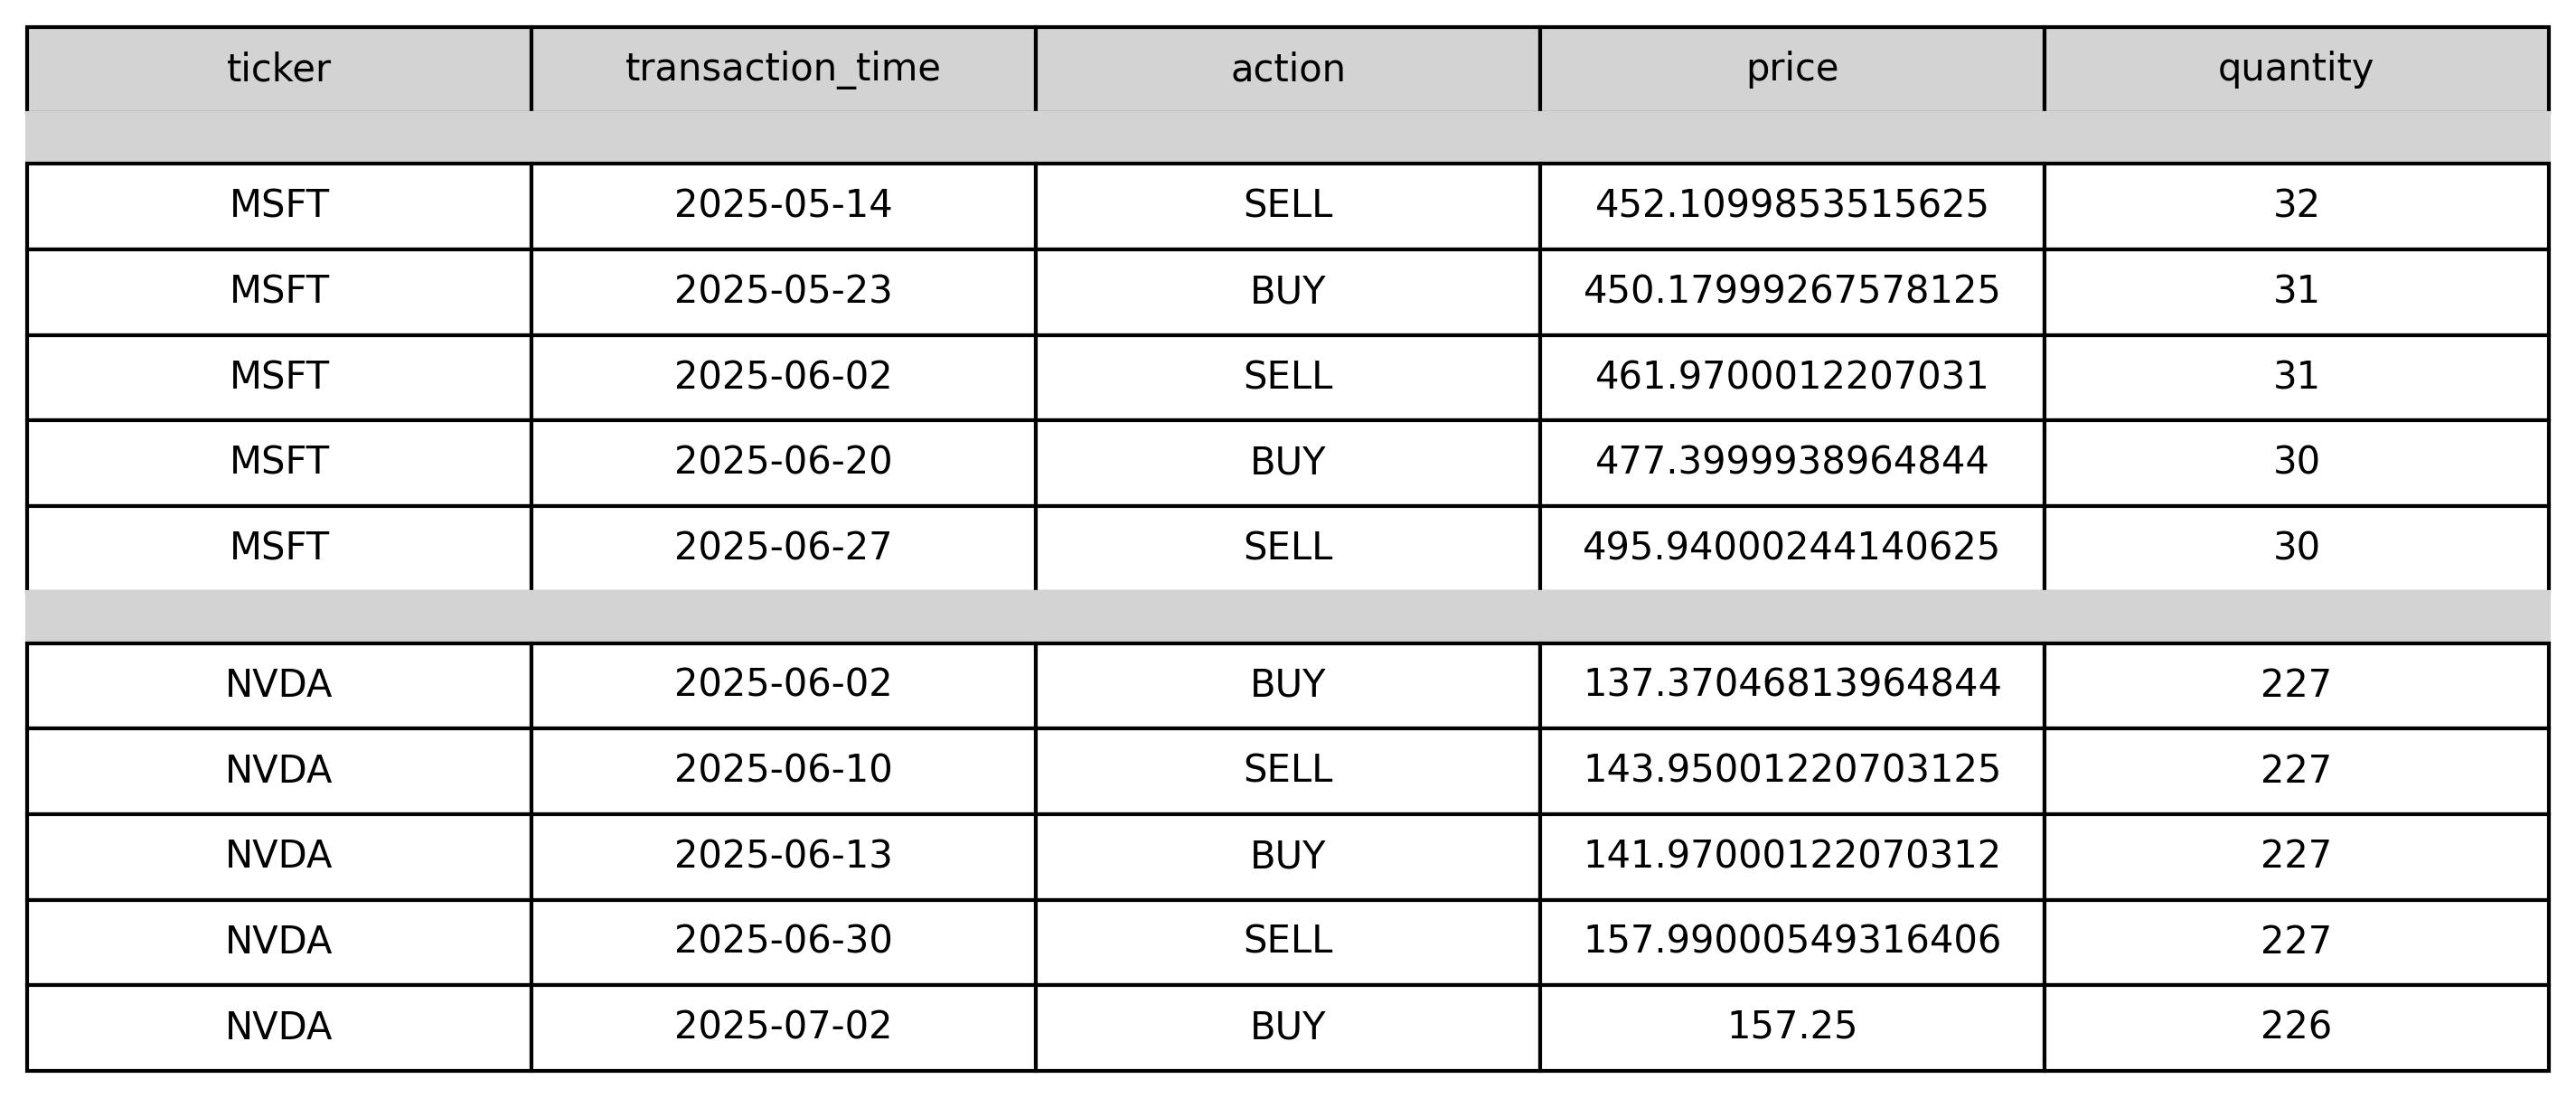 ticker transaction_time action price quantity
MSFT 2025-05-14 SELL 452.1099853515625 32
MSFT 2025-05-23 BUY 450.17999267578125 31
MSFT 2025-06-02 SELL 461.9700012207031 31
MSFT 2025-06-20 BUY 477.3999938964844 30
MSFT 2025-06-27 SELL 495.94000244140625 30
NVDA 2025-06-02 BUY 137.37046813964844 227
NVDA 2025-06-10 SELL 143.95001220703125 227
NVDA 2025-06-13 BUY 141.97000122070312 227
NVDA 2025-06-30 SELL 157.99000549316406 227
NVDA 2025-07-02 BUY 157.25 226